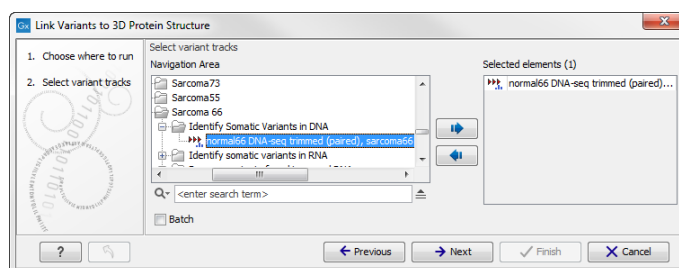 Gx Link Variants to 3D Protein Structure
1. Choose where to run
2. Select variant tracks
Select variant tracks
Navigation Area
Sarcoma73
Sarcoma55
Sarcoma 66
Identify Somatic Variants in DNA
normal66 DNA-seq trimmed (paired), sarcoma66
Identify somatic variants in RNA
<enter search term>
Batch
Selected elements (1)
normal66 DNA-seq trimmed (paired)...
? Previous Next Finish Cancel